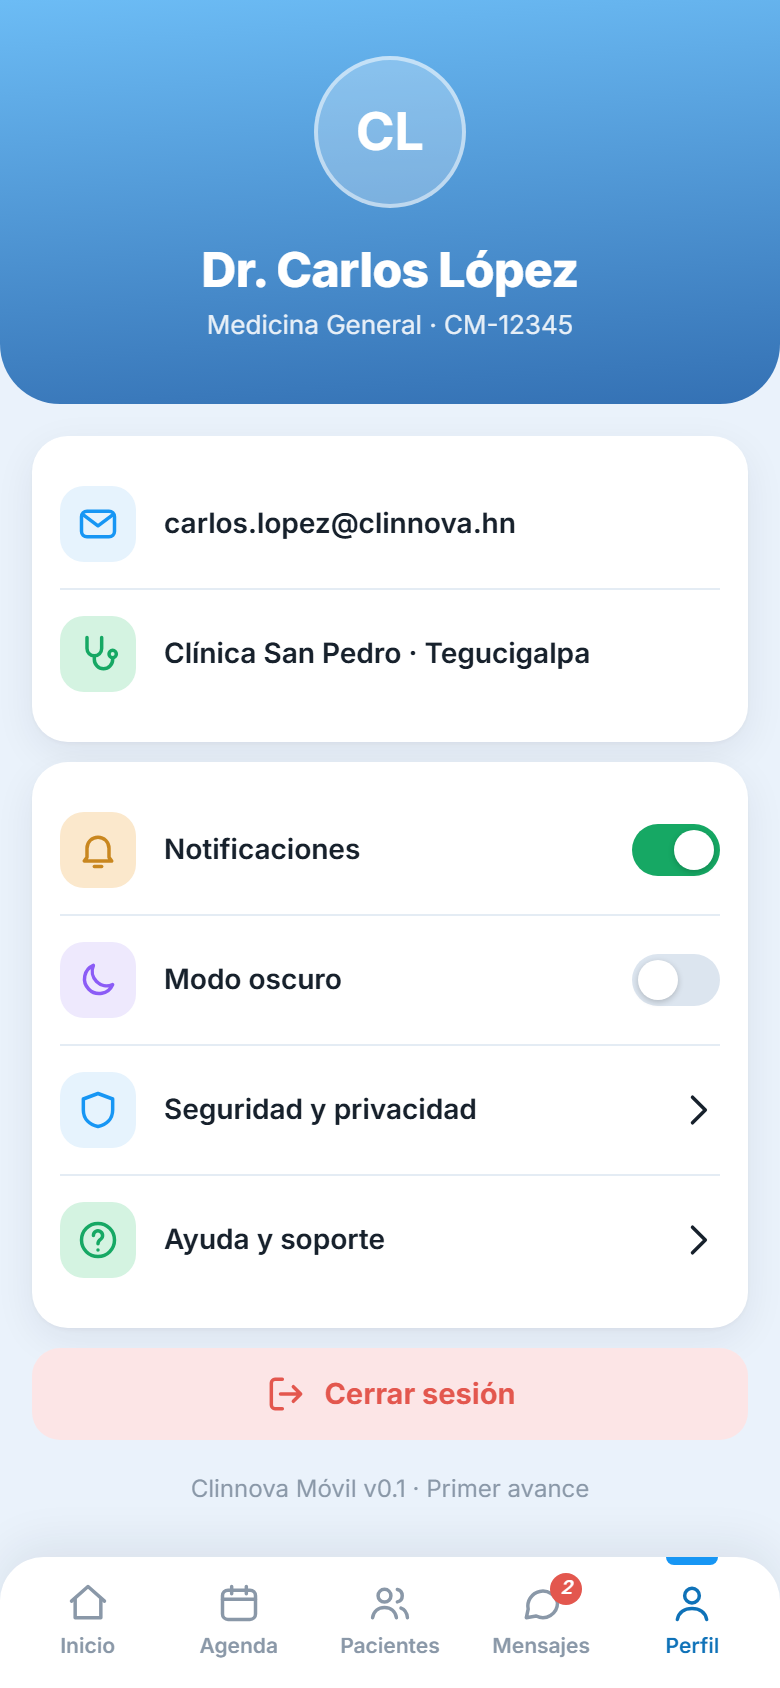 CL
Dr. Carlos López
Medicina General · CM-12345
carlos.lopez@clinnova.hn
Clínica San Pedro · Tegucigalpa
Notificaciones
Modo oscuro
Seguridad y privacidad
Ayuda y soporte
Cerrar sesión
Clinnova Móvil v0.1 · Primer avance
2
Inicio
Agenda
Pacientes
Mensajes
Perfil